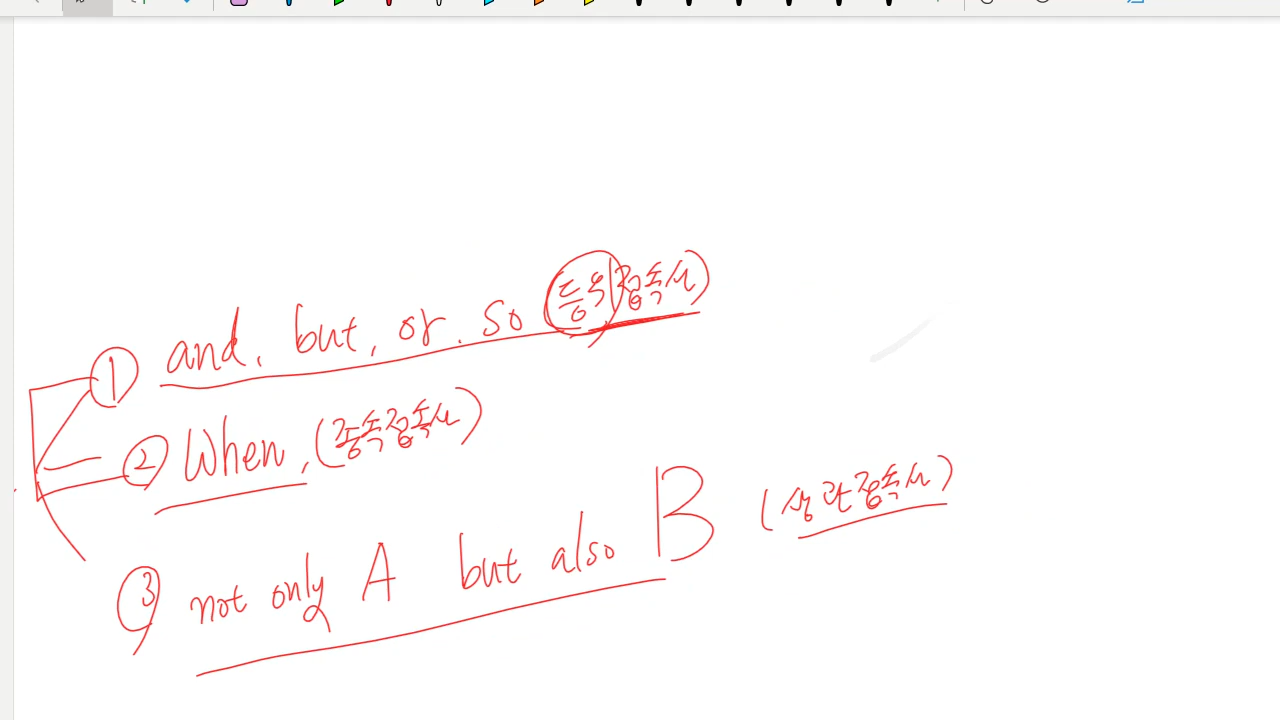 ① and, but, or. so 등위접속사)
② When, (종속접속사)
③ not only A but also B (상관접속사)